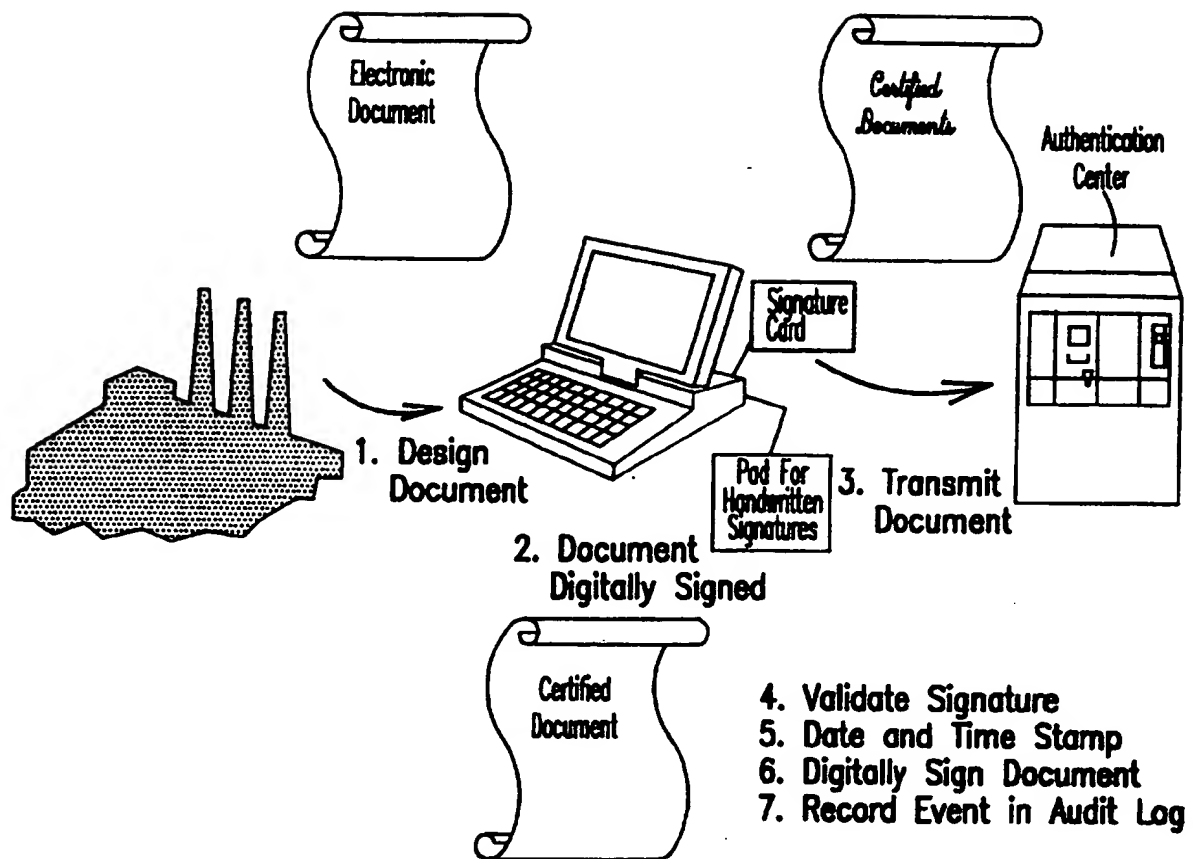 Electronic
Document
Certified
Documents
Authentication
Center
Signature
Card
1. Design
Document
Pad For
Handwritten
Signatures
3. Transmit
Document
2. Document
Digitally Signed
Certified
Document
4. Validate Signature
5. Date and Time Stamp
6. Digitally Sign Document
7. Record Event in Audit Log